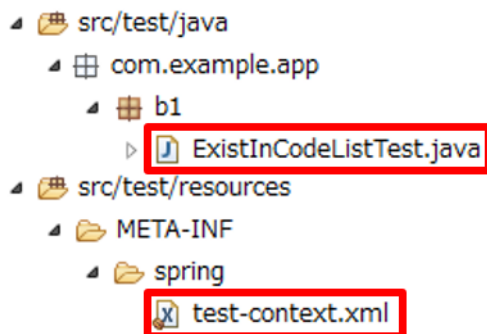 src/test/java
com.example.app
b1
ExistInCodeListTest.java
src/test/resources
META-INF
spring
test-context.xml